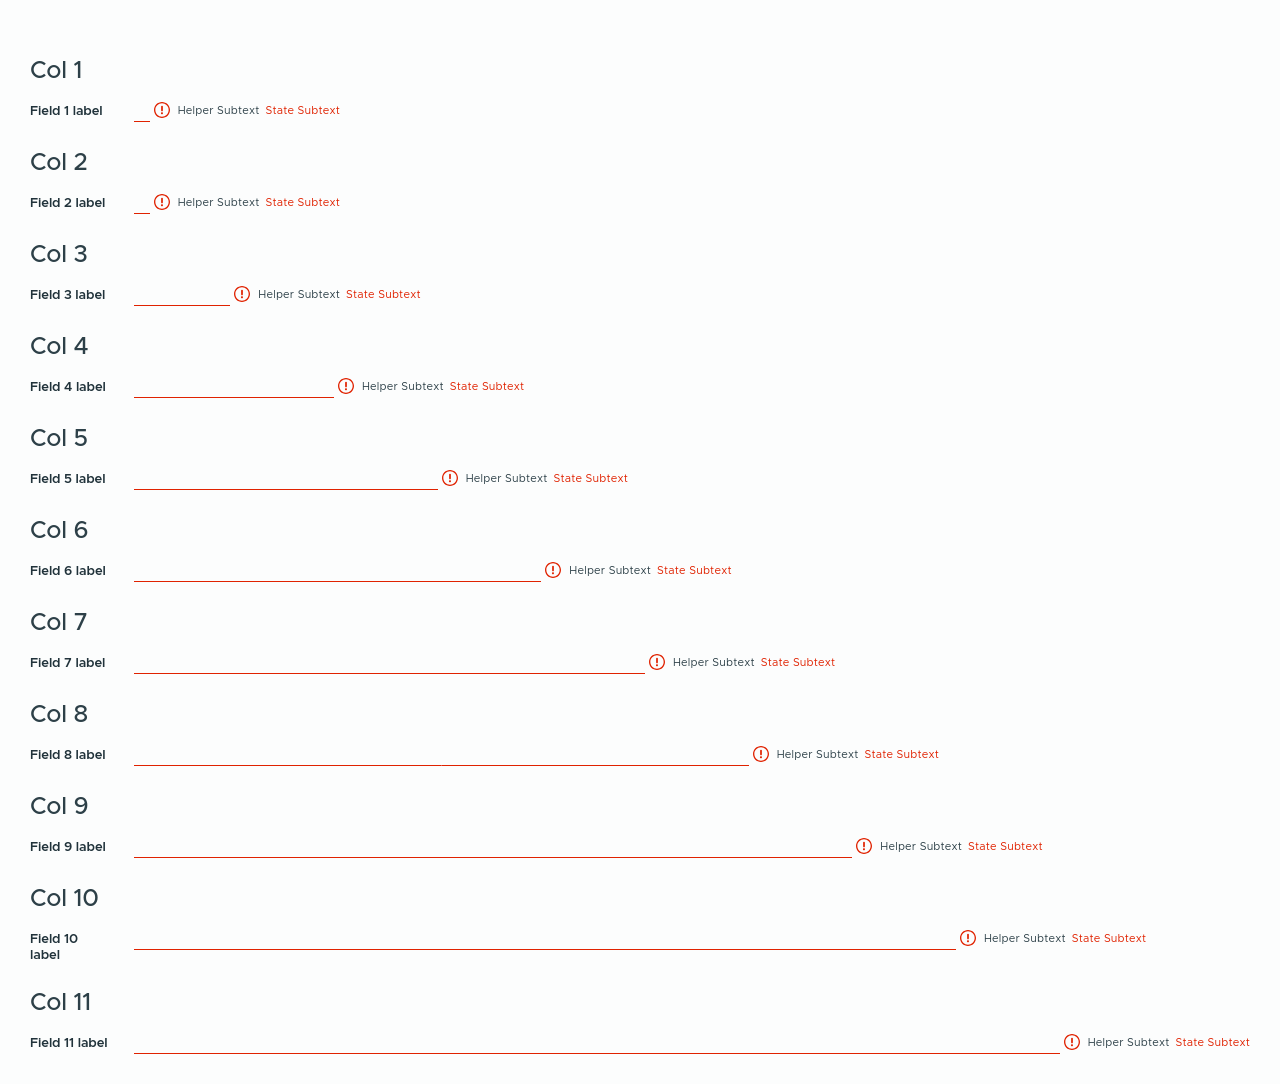 Col 1
Field 1 label Helper Subtext State Subtext
Col 2
Field 2 label Helper Subtext State Subtext
Col 3
Field 3 label Helper Subtext State Subtext
Col 4
Field 4 label Helper Subtext State Subtext
Col 5
Field 5 label Helper Subtext State Subtext
Col 6
Field 6 label Helper Subtext State Subtext
Col 7
Field 7 label Helper Subtext State Subtext
Col 8
Field 8 label Helper Subtext State Subtext
Col 9
Field 9 label Helper Subtext State Subtext
Col 10
Field 10 Helper Subtext State Subtext
label
Col 11
Field 11 label Helper Subtext State Subtext